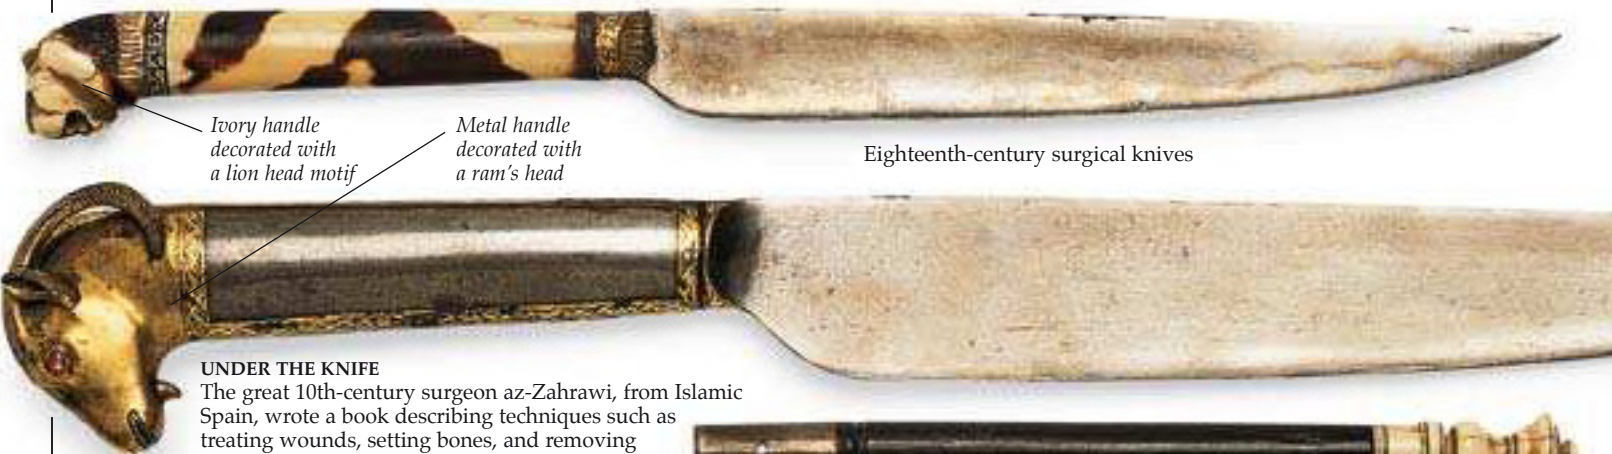 Ivory handle
decorated with
a lion head motif
Metal handle
decorated with
a ram's head
Eighteenth-century surgical knives
UNDER THE KNIFE
The great 10th-century surgeon az-Zahrawi, from Islamic
Spain, wrote a book describing techniques such as
treating wounds, setting bones, and removing